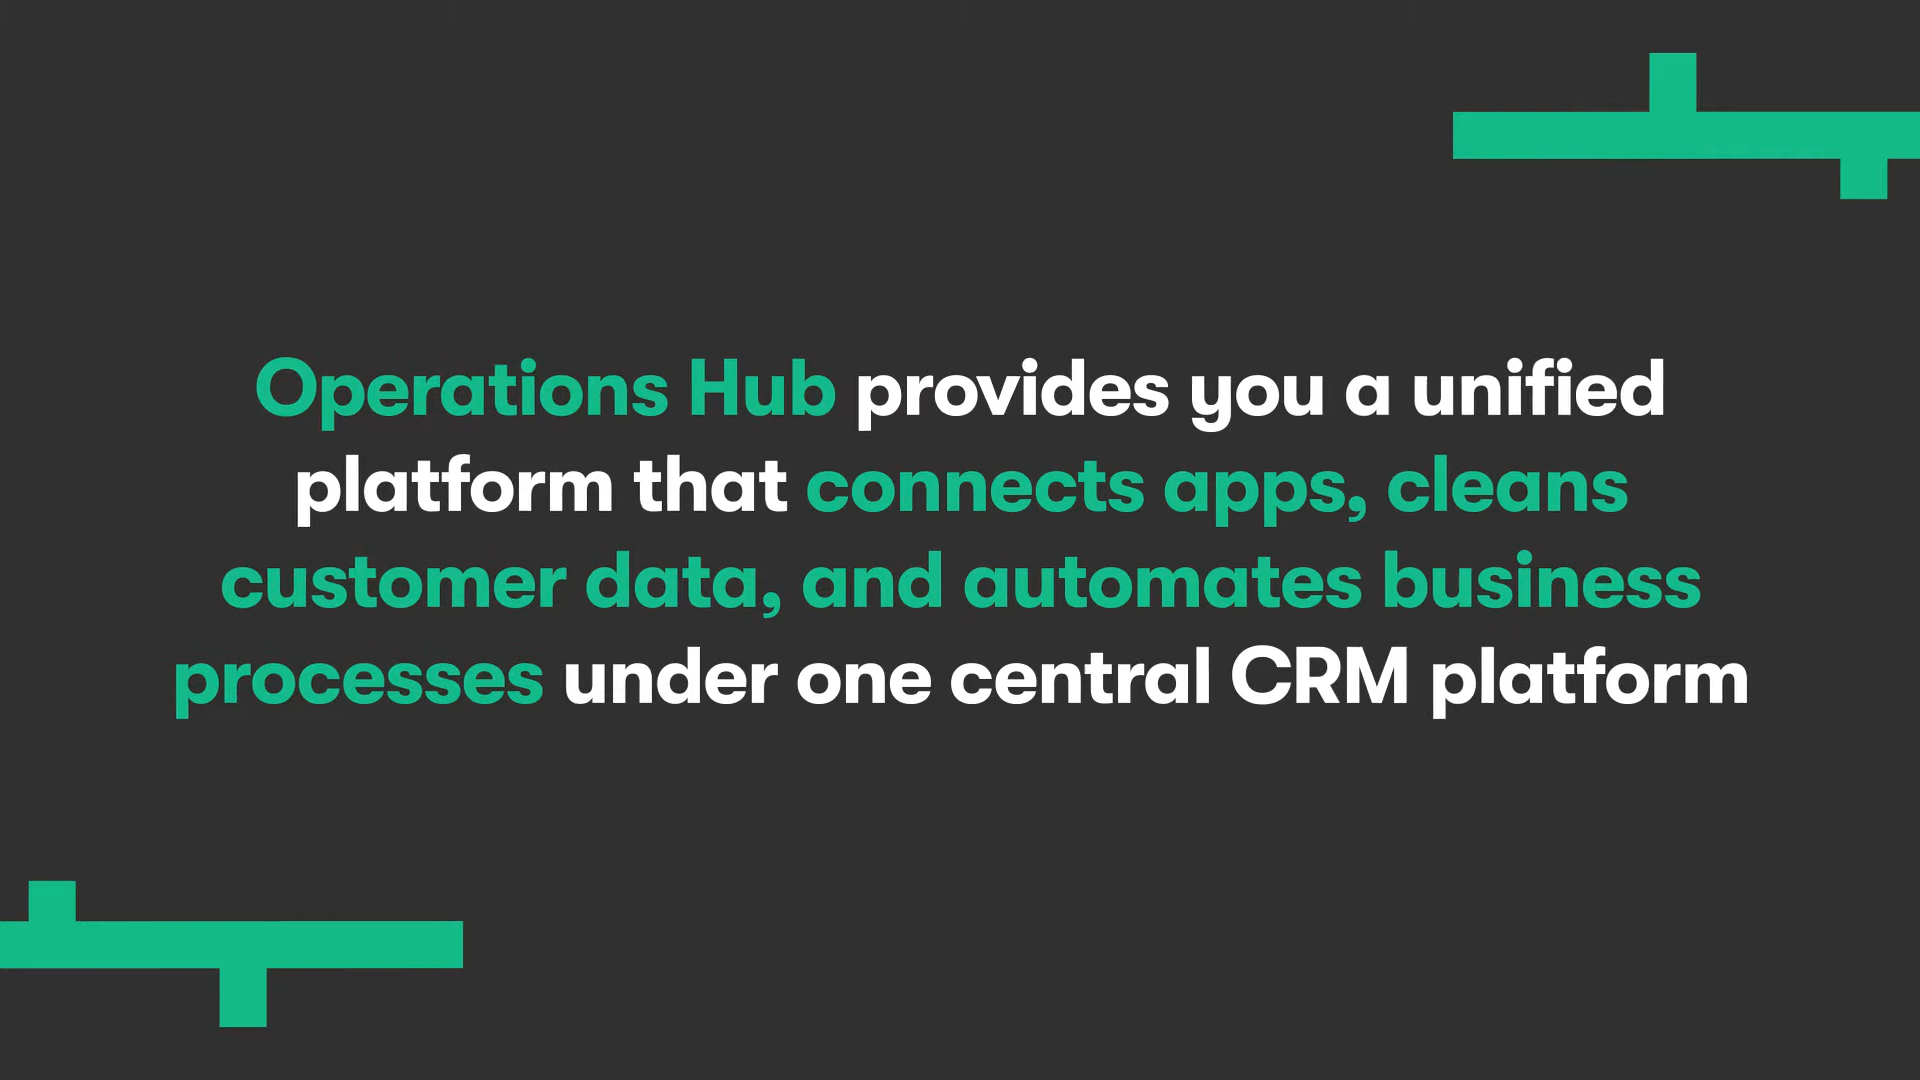 Operations Hub provides you a unified
platform that connects apps, cleans
customer data, and automates business
processes under one central CRM platform